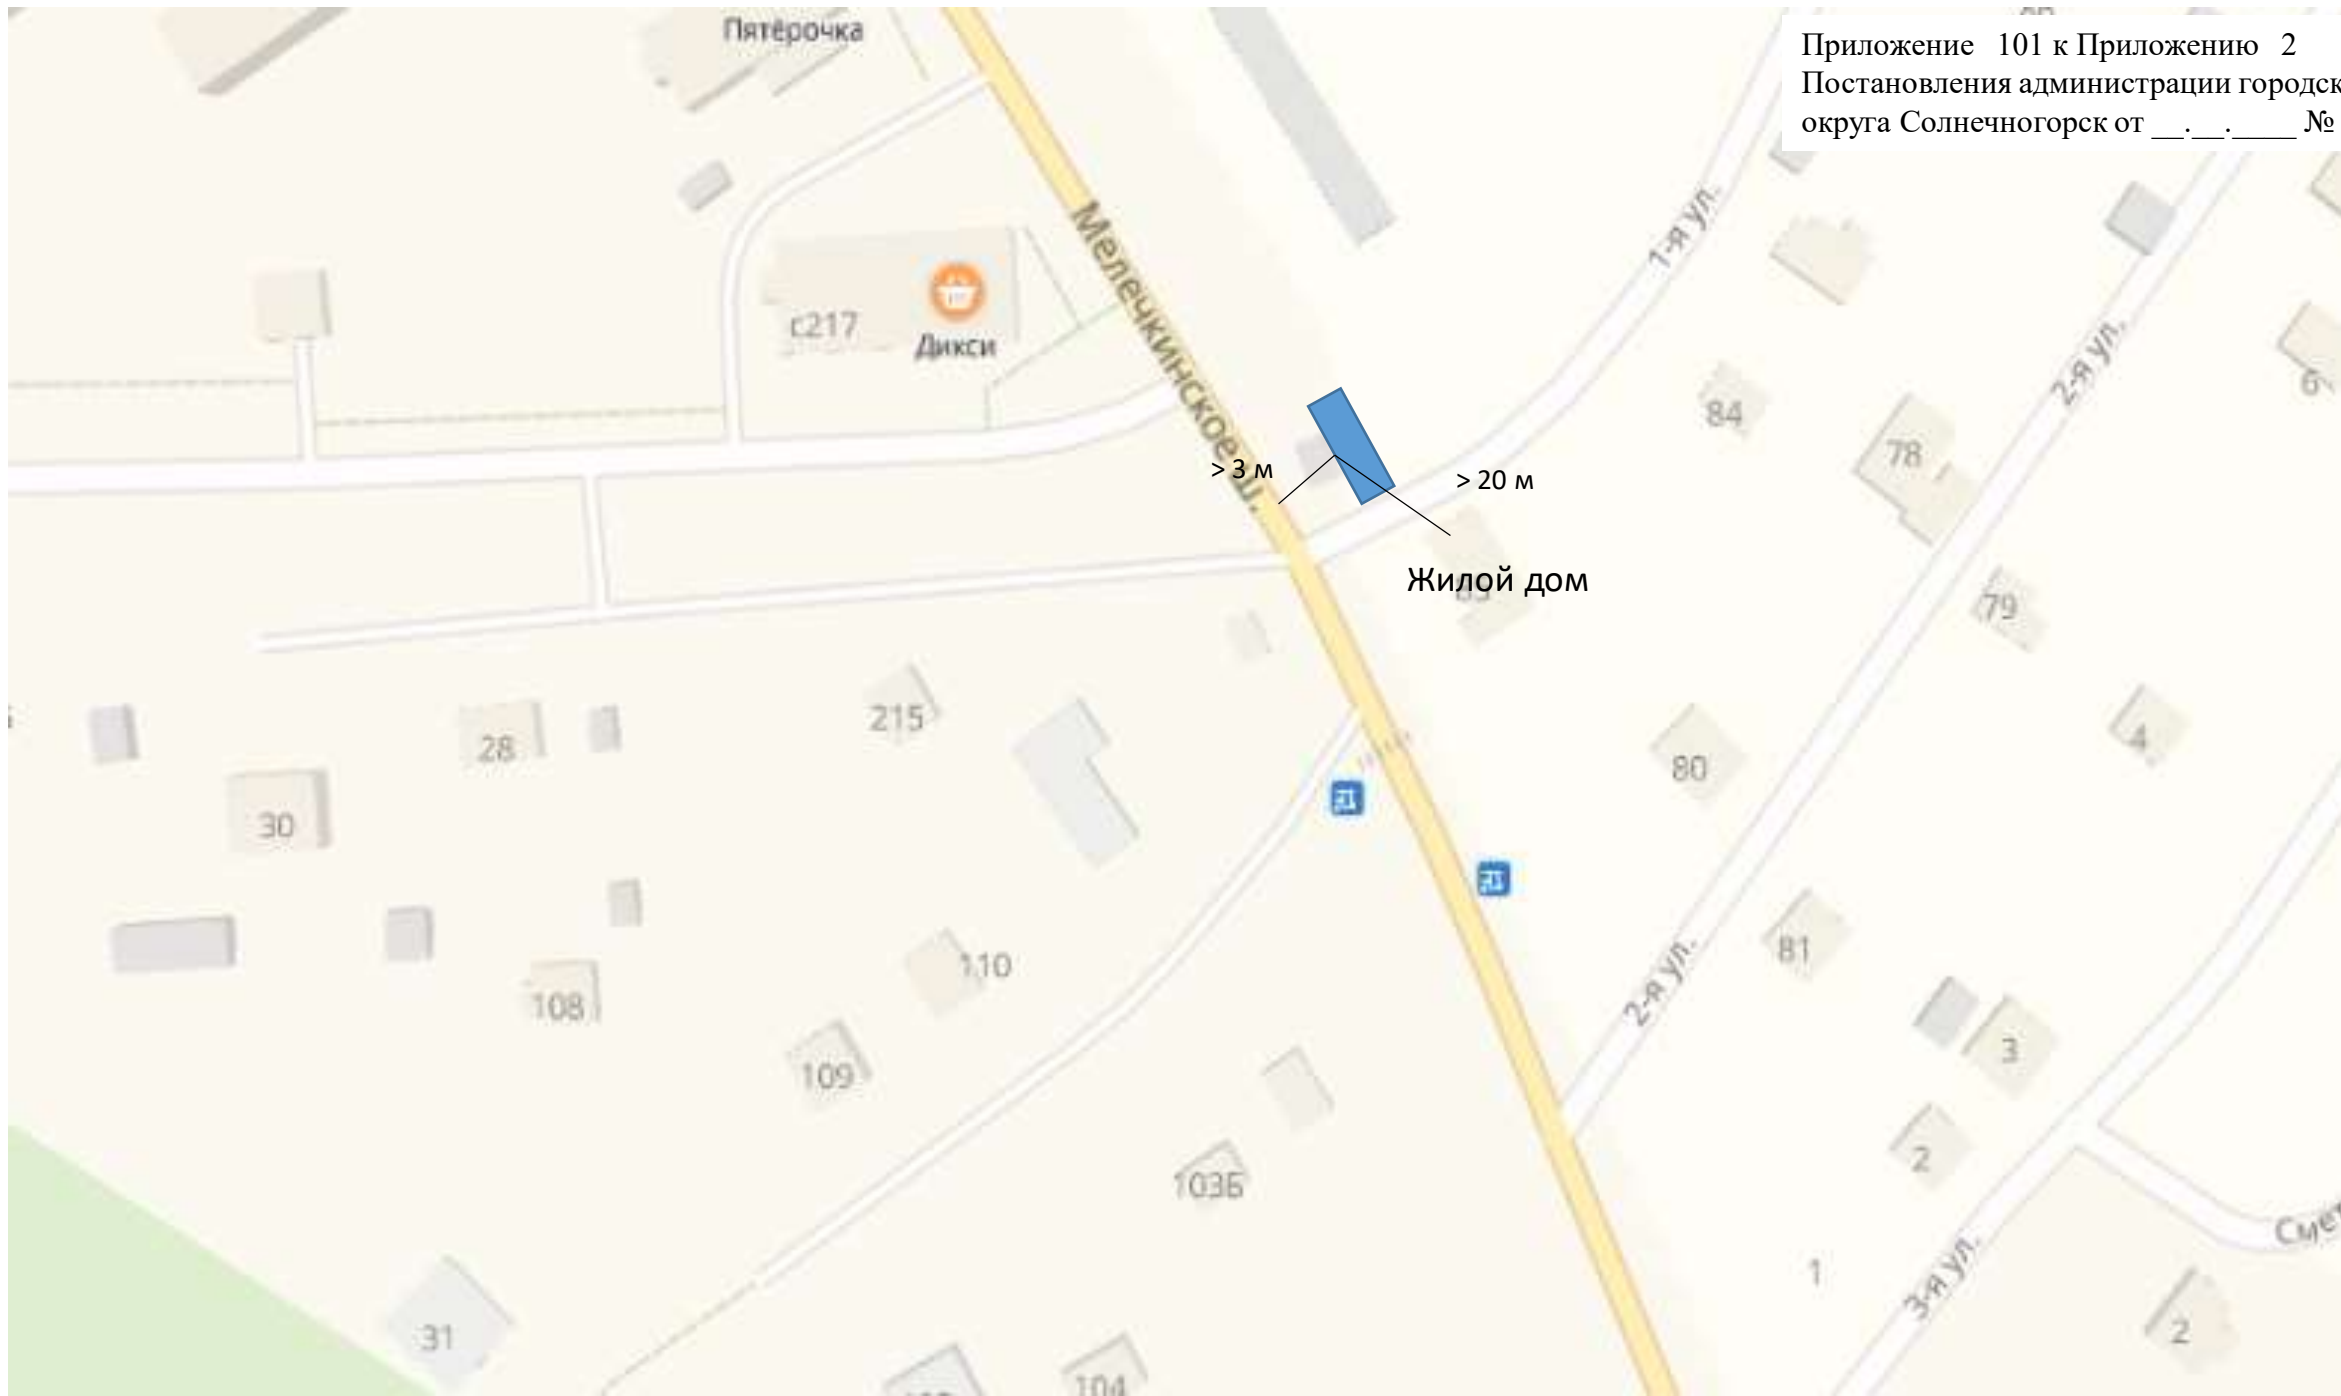 Пятёрочка
Приложение 101 к Приложению 2
Постановления администрации городск
округа Солнечногорск от __.__.____ №
Мелечкинское ш.
1-я ул.
2-я ул.
с217
Дикси
84
78
6
> 3 м
> 20 м
Жилой дом
79
215
28
4
80
30
81
2-я ул.
110
108
3
109
2
103Б
Смет
1
3-я ул.
31
2
104